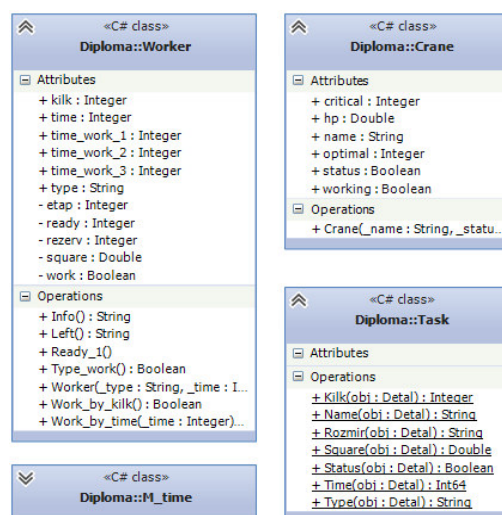 «C# class»
Diploma::Worker
Attributes
+ kilk : Integer
+ time : Integer
+ time_work_1 : Integer
+ time_work_2 : Integer
+ time_work_3 : Integer
+ type : String
- etap : Integer
- ready : Integer
- rezerv : Integer
- square : Double
- work : Boolean
Operations
+ Info() : String
+ Left() : String
+ Ready_1()
+ Type_work() : Boolean
+ Worker(_type : String, _time : I...
+ Work_by_kilk() : Boolean
+ Work_by_time(_time : Integer)...
«C# class»
Diploma::M_time
«C# class»
Diploma::Crane
Attributes
+ critical : Integer
+ hp : Double
+ name : String
+ optimal : Integer
+ status : Boolean
+ working : Boolean
Operations
+ Crane(_name : String, _statu...
«C# class»
Diploma::Task
Attributes
Operations
+ Kilk(obj : Detal) : Integer
+ Name(obj : Detal) : String
+ Rozmir(obj : Detal) : String
+ Square(obj : Detal) : Double
+ Status(obj : Detal) : Boolean
+ Time(obj : Detal) : Int64
+ Type(obj : Detal) : String